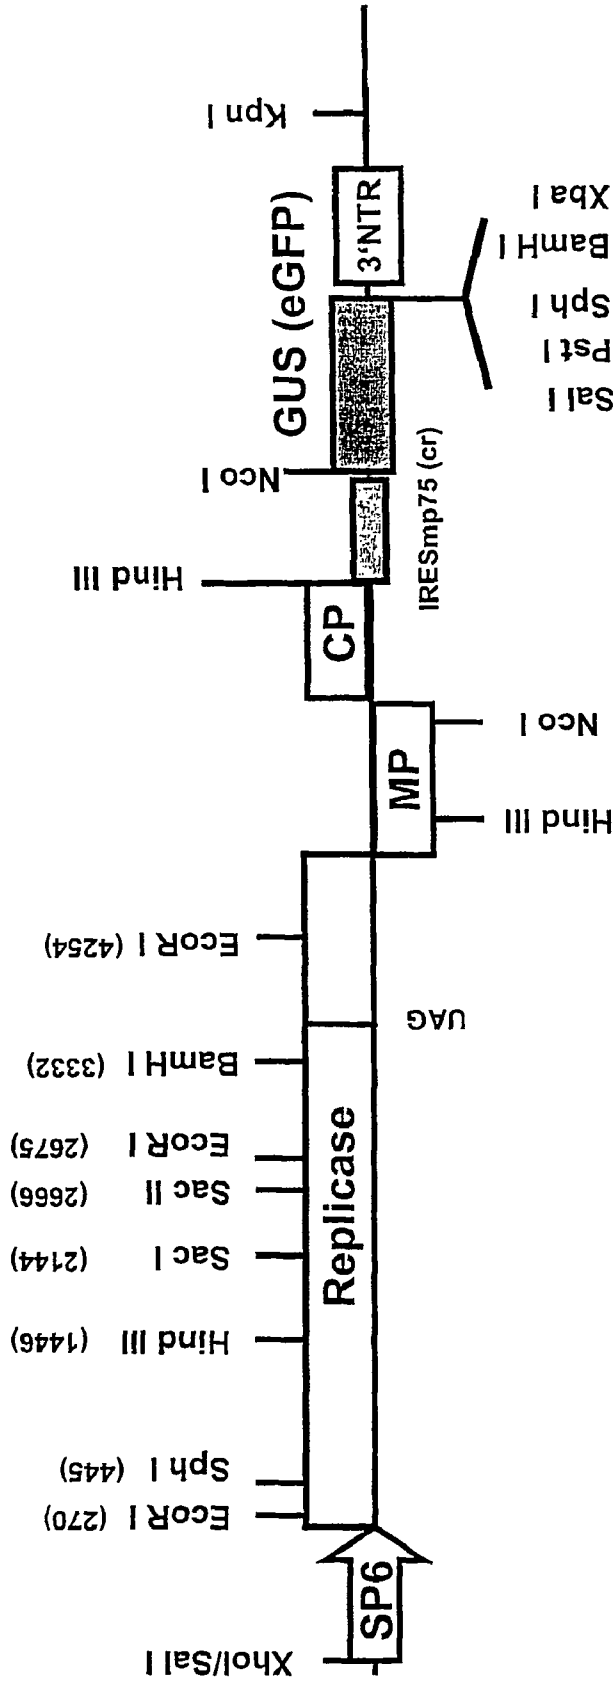 XhoI/Sal I
SP6
EcoR I (270)
Sph I (445)
Hind III (1446)
Sac I (2144)
Sac II (2666)
EcoR I (2675)
BamH I (3332)
EcoR I (4254)
Replicase
UAG
Hind III
Nco I
MP
CP
Hind III
IRESmp75 (cr)
Nco I
GUS (eGFP)
Sal I
Pst I
Sph I
BamH I
Xba I
3'NTR
Kpn I